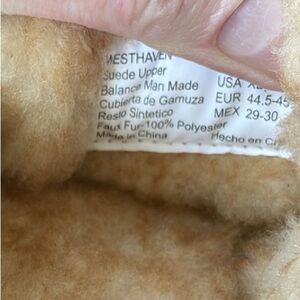 WESTHAVEN
Suede Upper
Balance Man Made USA
Cubierta de Gamuza EUR 44.5-45
Resto Sintetico MEX 29-30
Faux Fur-100% Polyester
Made in China Hecho en C